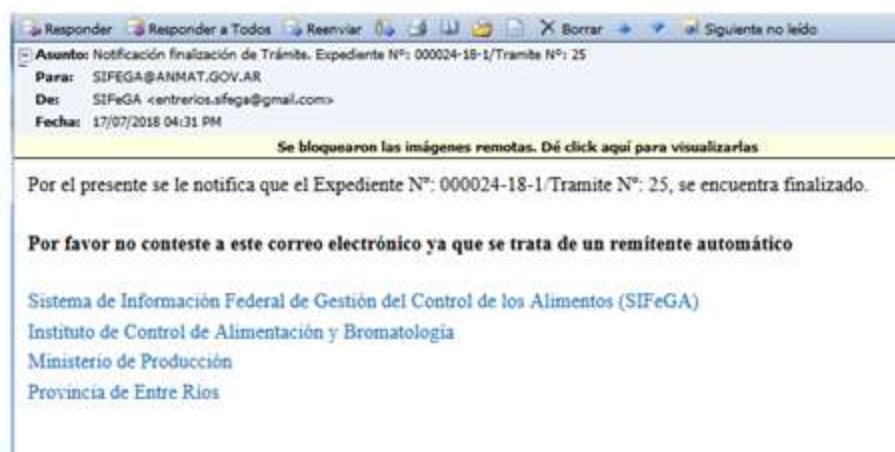 Responder Responder a Todos Reenviar Borrar Siguiente no leído
Asunto: Notificación finalización de Trámite. Expediente Nº: 000024-18-1/Tramite Nº: 25
Para: SIFEGA@ANMAT.GOV.AR
De: SIFeGA <entrerios.sifega@gmail.com>
Fecha: 17/07/2018 04:31 PM
Se bloquearon las imágenes remotas. Dé click aquí para visualizarlas
Por el presente se le notifica que el Expediente Nº: 000024-18-1/Tramite Nº: 25, se encuentra finalizado.
Por favor no conteste a este correo electrónico ya que se trata de un remitente automático
Sistema de Información Federal de Gestión del Control de los Alimentos (SIFeGA)
Instituto de Control de Alimentación y Bromatología
Ministerio de Producción
Provincia de Entre Ríos